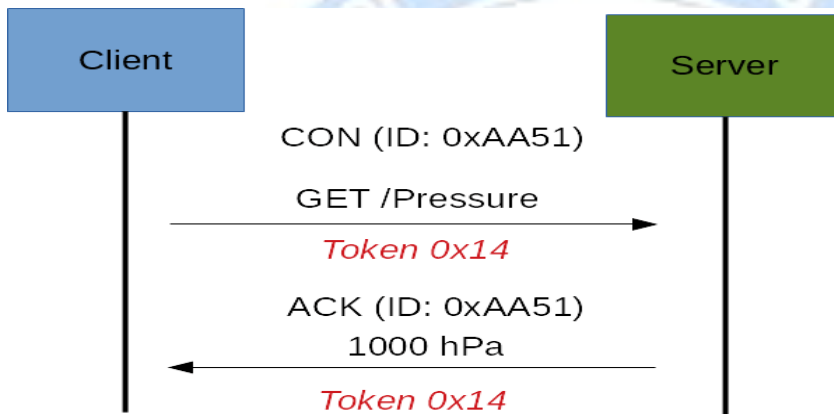 Client
Server
CON (ID: 0xAA51)
GET /Pressure
Token 0x14
ACK (ID: 0xAA51)
1000 hPa
Token 0x14